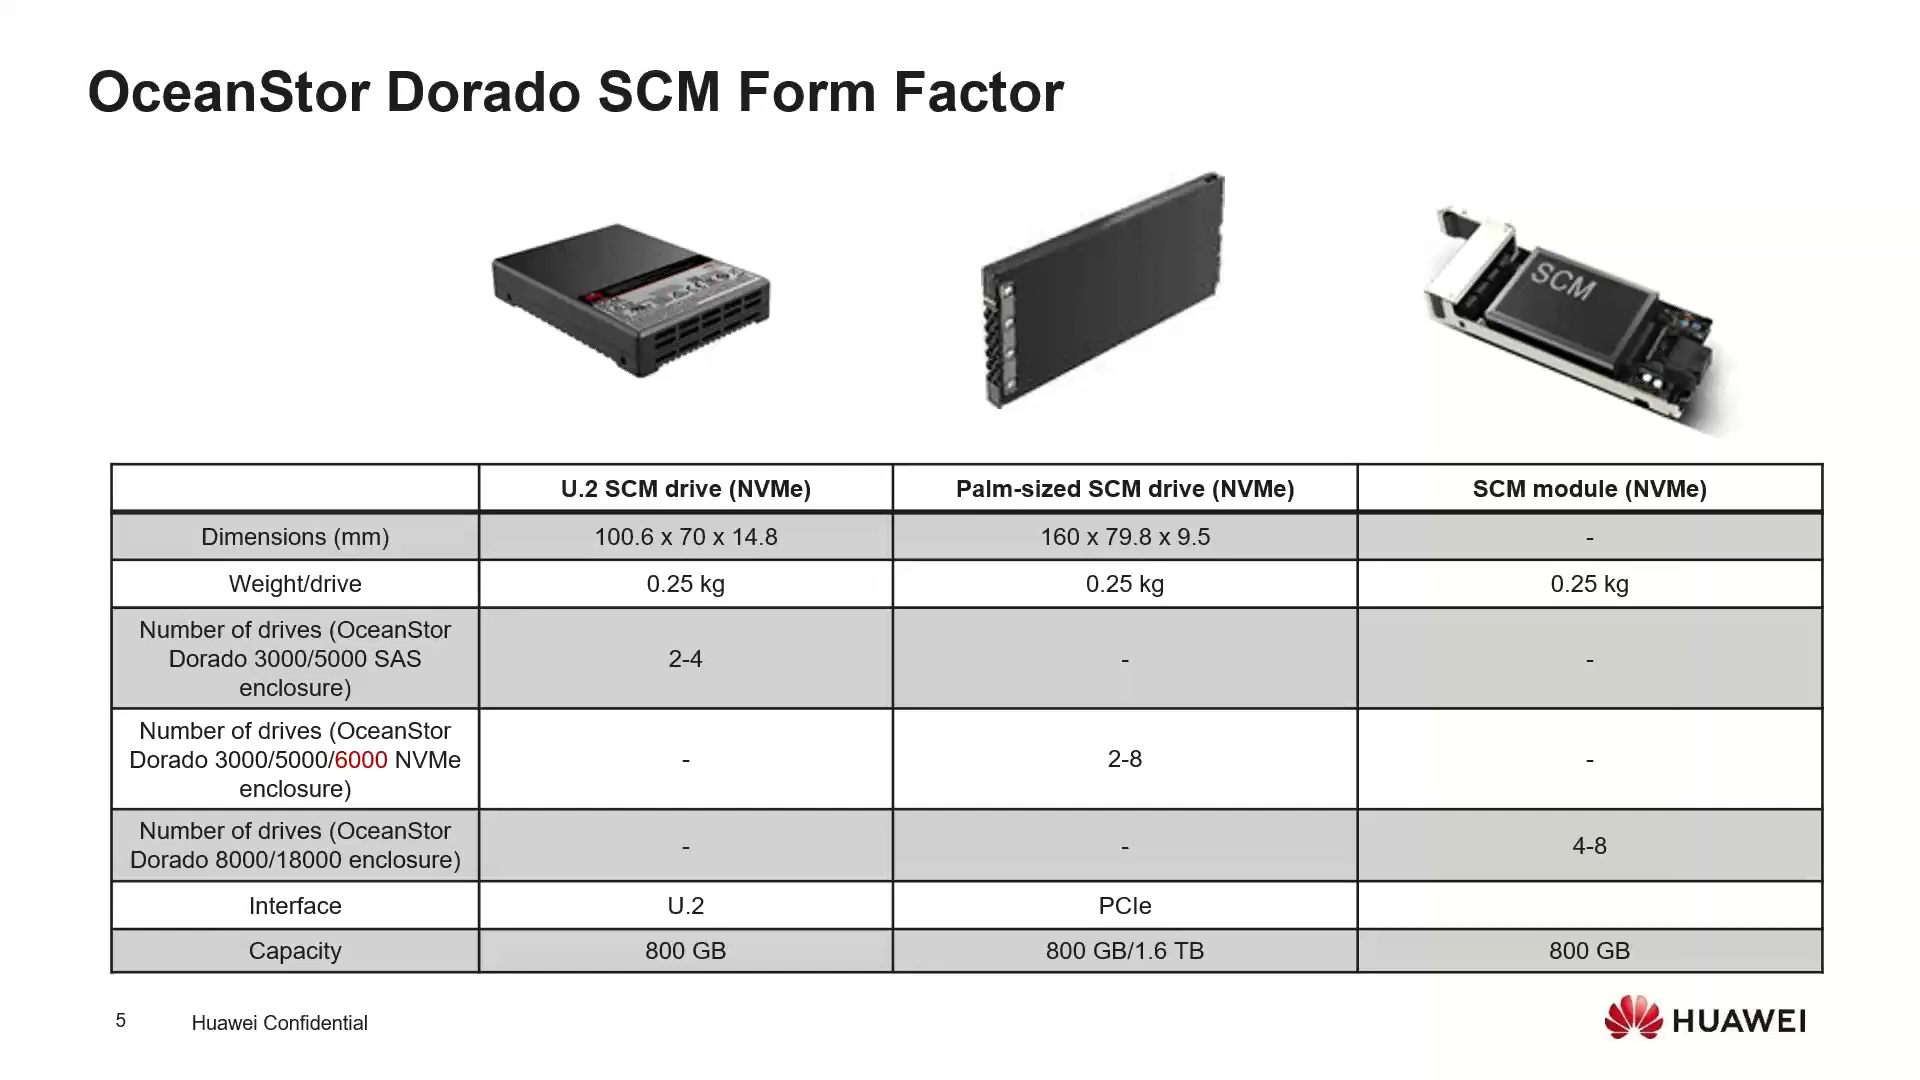 OceanStor Dorado SCM Form Factor
SCM
U.2 SCM drive (NVMe) Palm-sized SCM drive (NVMe) SCM module (NVMe)
Dimensions (mm) 100.6 x 70 x 14.8 160 x 79.8 x 9.5 -
Weight/drive 0.25 kg 0.25 kg 0.25 kg
Number of drives (OceanStor
Dorado 3000/5000 SAS
enclosure)
2-4 - -
Number of drives (OceanStor
Dorado 3000/5000/6000 NVMe
enclosure)
- 2-8 -
Number of drives (OceanStor
Dorado 8000/18000 enclosure)
- - 4-8
Interface U.2 PCIe
Capacity 800 GB 800 GB/1.6 TB 800 GB
5 Huawei Confidential
HUAWEI